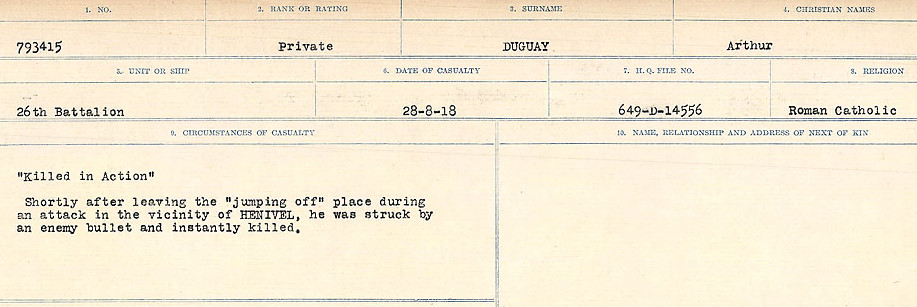 1. NO. 2. RANK OR RATING 3. SURNAME 4. CHRISTIAN NAMES
793415 Private DUGUAY Arthur
5. UNIT OR SHIP 6. DATE OF CASUALTY 7. H. Q. FILE NO. 8. RELIGION
26th Battalion 28-8-18 649-D-14556 Roman Catholic
9. CIRCUMSTANCES OF CASUALTY 10. NAME, RELATIONSHIP AND ADDRESS OF NEXT OF KIN
"Killed in Action"
Shortly after leaving the "jumping off" place during
an attack in the vicinity of HENIVEL, he was struck by
an enemy bullet and instantly killed.